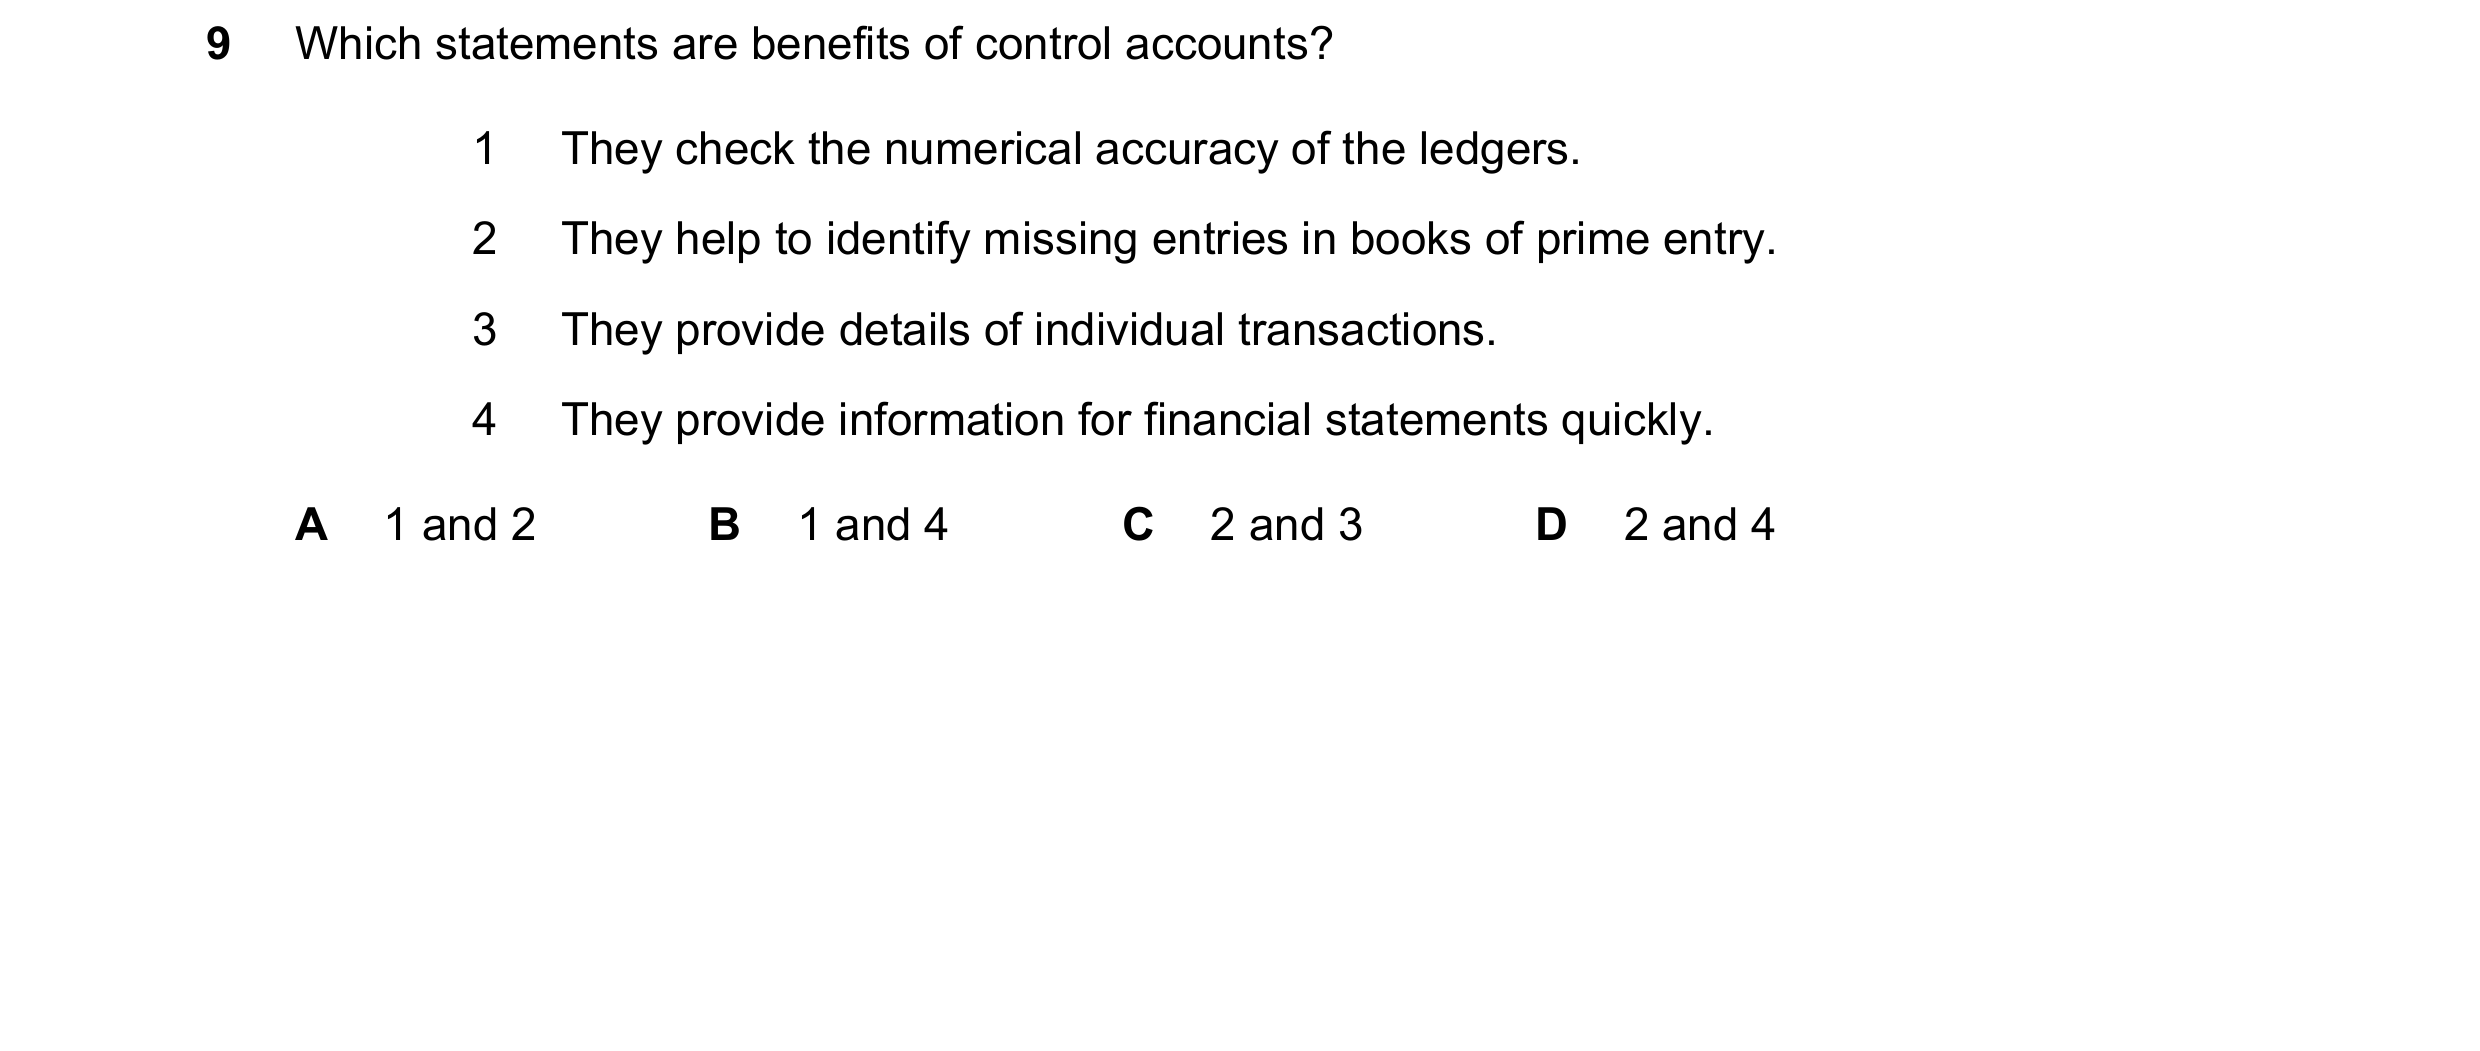 9 Which statements are benefits of control accounts?
1 They check the numerical accuracy of the ledgers.
2 They help to identify missing entries in books of prime entry.
3 They provide details of individual transactions.
4 They provide information for financial statements quickly.
A 1 and 2 B 1 and 4 C 2 and 3 D 2 and 4